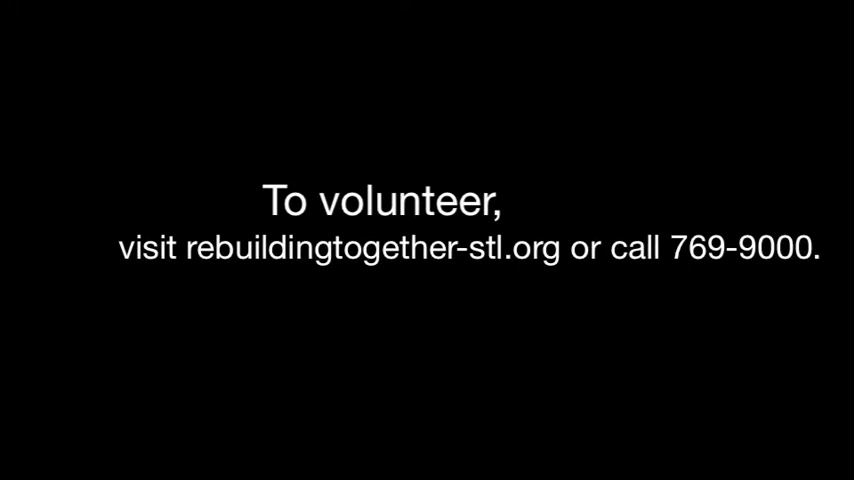 To volunteer,
visit rebuildingtogether-stl.org or call 769-9000.